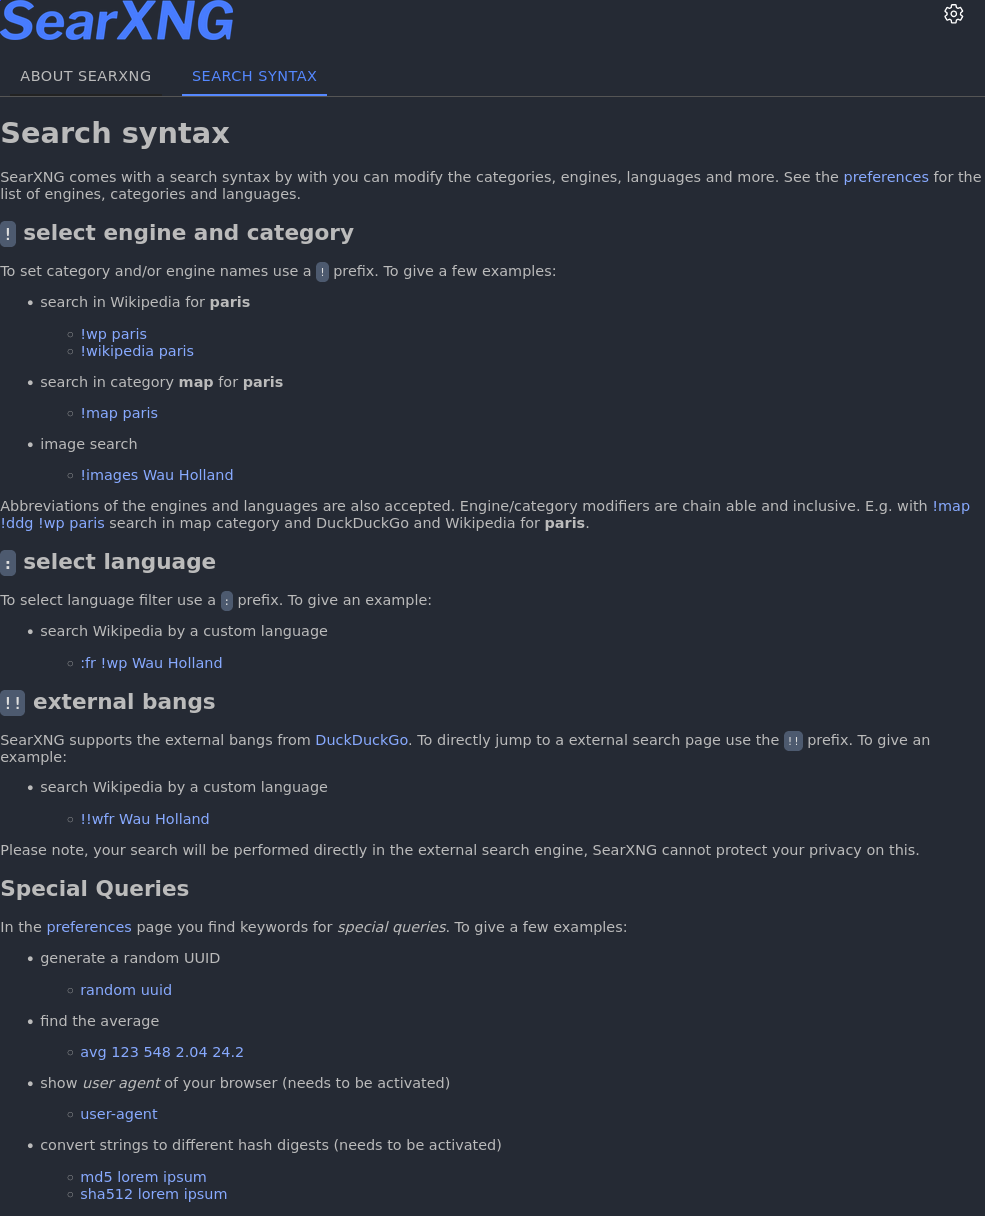 SearXNG
ABOUT SEARXNG SEARCH SYNTAX
Search syntax
SearXNG comes with a search syntax by with you can modify the categories, engines, languages and more. See the preferences for the
list of engines, categories and languages.
! select engine and category
To set category and/or engine names use a ! prefix. To give a few examples:
• search in Wikipedia for paris
◦ !wp paris
◦ !wikipedia paris
• search in category map for paris
◦ !map paris
• image search
◦ !images Wau Holland
Abbreviations of the engines and languages are also accepted. Engine/category modifiers are chain able and inclusive. E.g. with !map
!ddg !wp paris search in map category and DuckDuckGo and Wikipedia for paris.
: select language
To select language filter use a : prefix. To give an example:
• search Wikipedia by a custom language
◦ :fr !wp Wau Holland
!! external bangs
SearXNG supports the external bangs from DuckDuckGo. To directly jump to a external search page use the !! prefix. To give an
example:
• search Wikipedia by a custom language
◦ !!wfr Wau Holland
Please note, your search will be performed directly in the external search engine, SearXNG cannot protect your privacy on this.
Special Queries
In the preferences page you find keywords for special queries. To give a few examples:
• generate a random UUID
◦ random uuid
• find the average
◦ avg 123 548 2.04 24.2
• show user agent of your browser (needs to be activated)
◦ user-agent
• convert strings to different hash digests (needs to be activated)
◦ md5 lorem ipsum
◦ sha512 lorem ipsum